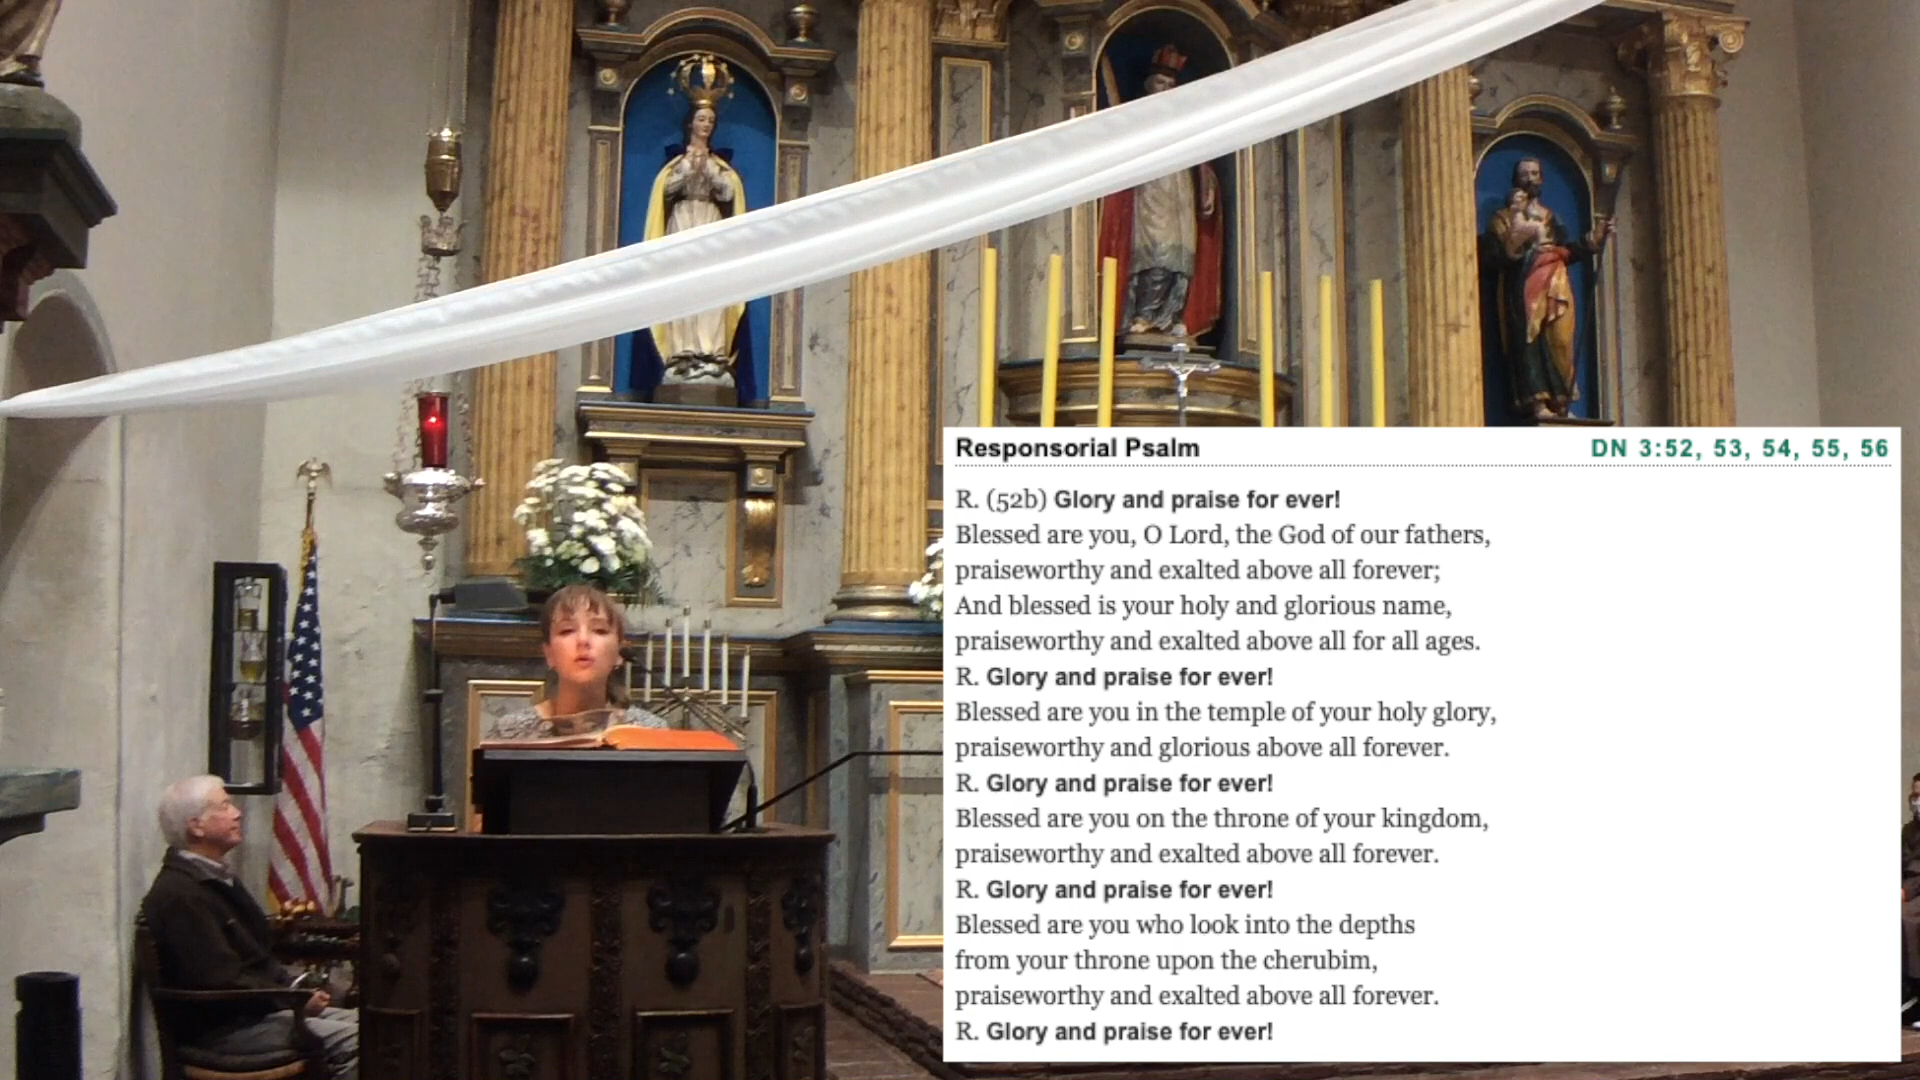 Responsorial Psalm DN 3:52, 53, 54, 55, 56
R. (52b) Glory and praise for ever!
Blessed are you, O Lord, the God of our fathers,
praiseworthy and exalted above all forever;
And blessed is your holy and glorious name,
praiseworthy and exalted above all for all ages.
R. Glory and praise for ever!
Blessed are you in the temple of your holy glory,
praiseworthy and glorious above all forever.
R. Glory and praise for ever!
Blessed are you on the throne of your kingdom,
praiseworthy and exalted above all forever.
R. Glory and praise for ever!
Blessed are you who look into the depths
from your throne upon the cherubim,
praiseworthy and exalted above all forever.
R. Glory and praise for ever!